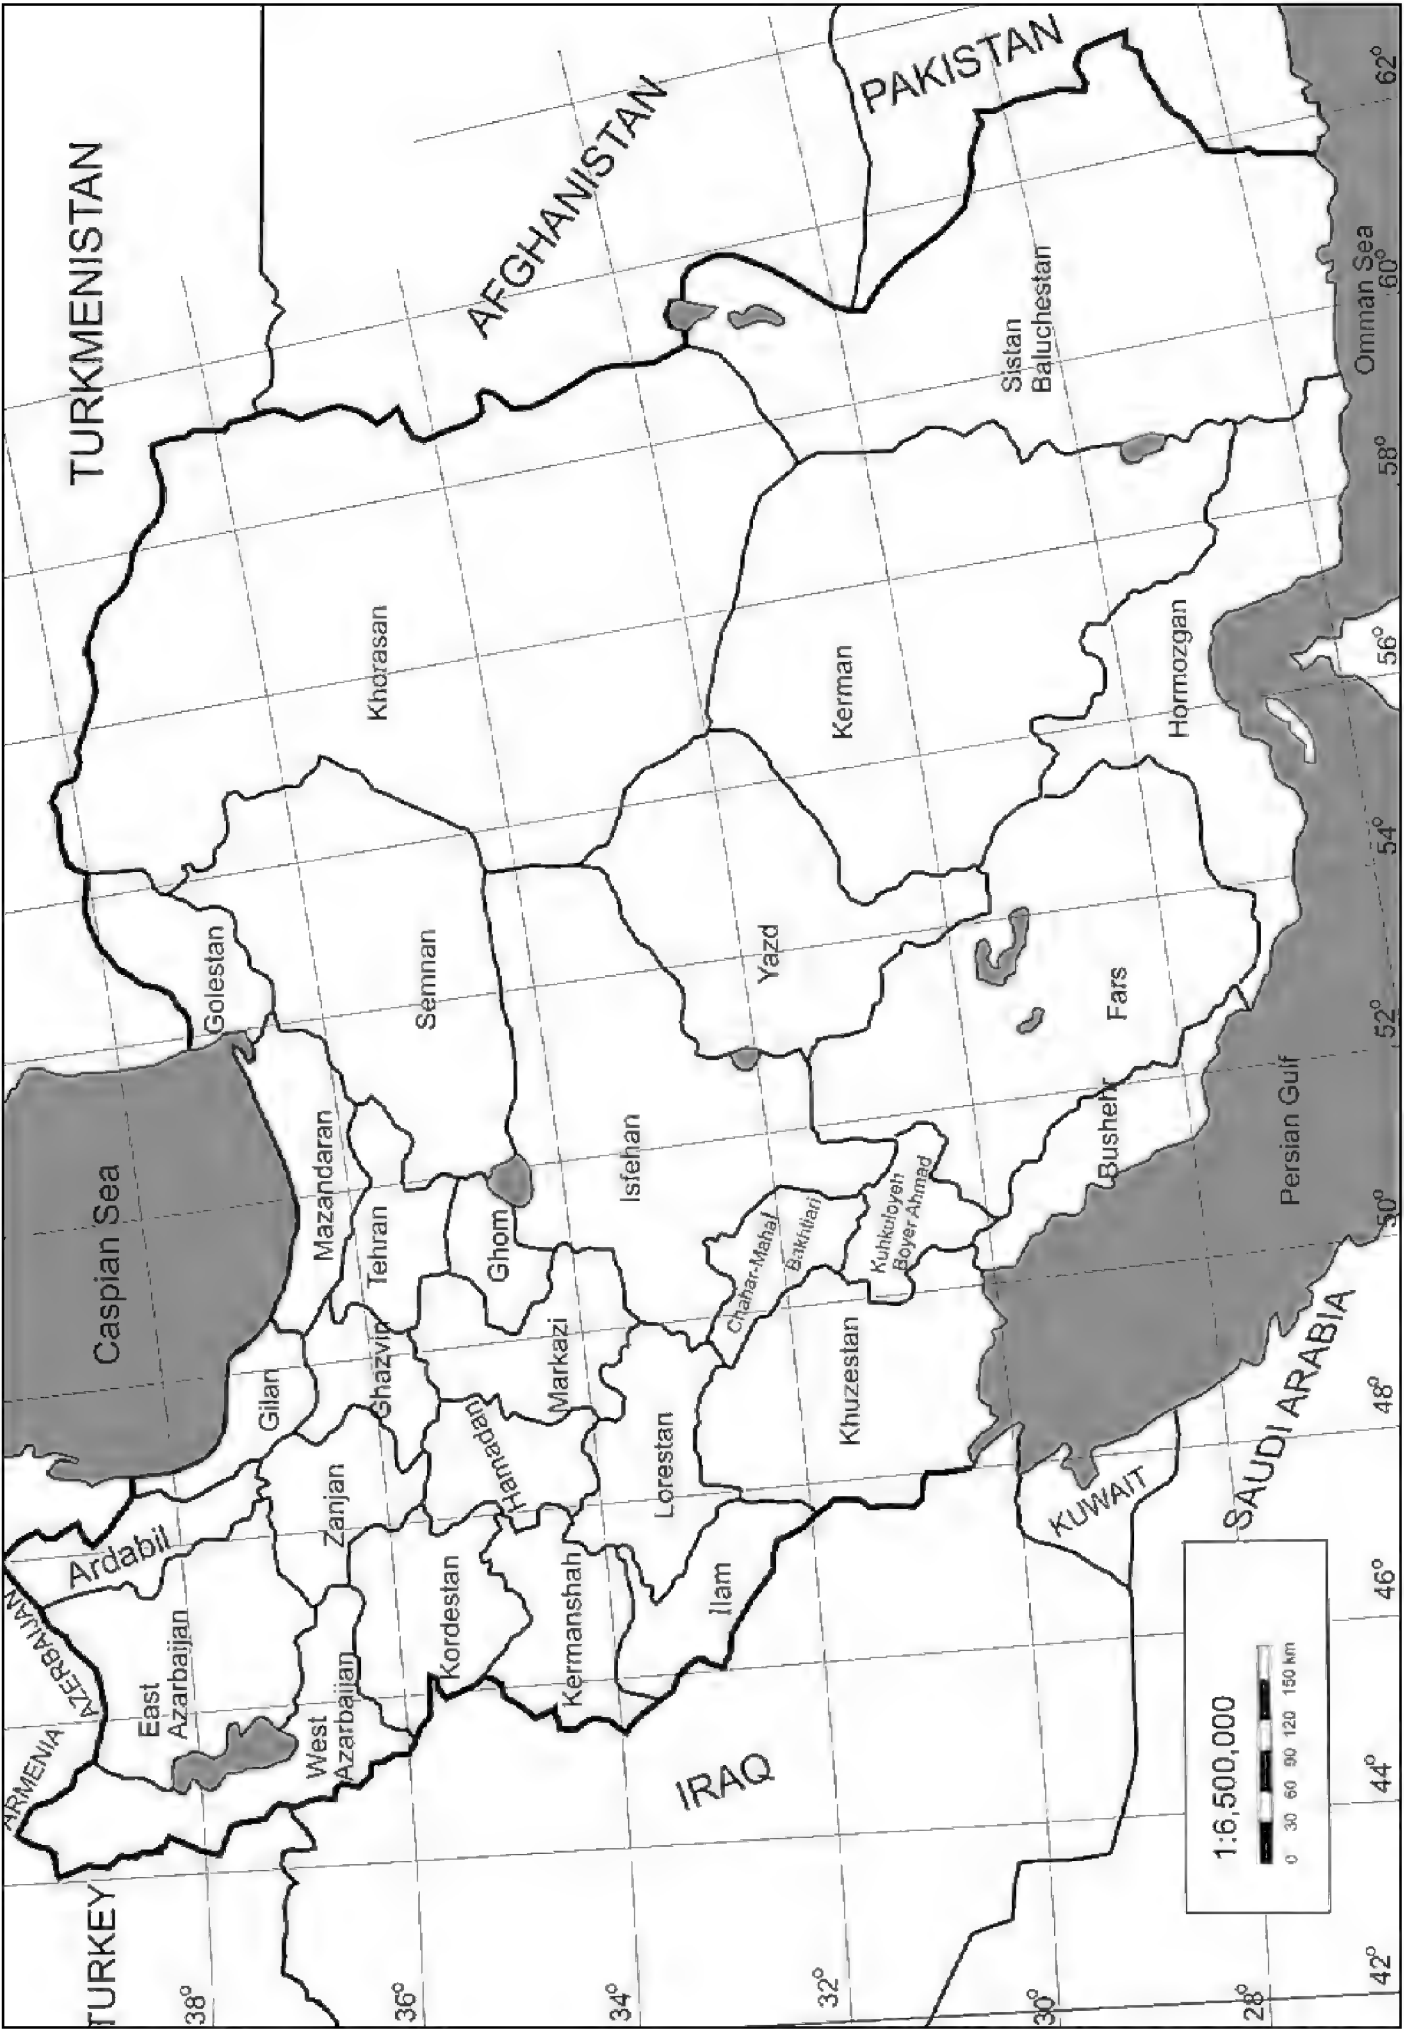 TURKMENISTAN
AFGHANISTAN
PAKISTAN
TURKEY
ARMENIA
AZERBAIJAN
IRAQ
KUWAIT
SAUDI ARABIA
Caspian Sea
Persian Gulf
Omman Sea
East
Azarbaijan
West
Azarbaijan
Ardabil
Gilan
Zanjan
Ghazvin
Mazandaran
Golestan
Tehran
Semnan
Khorasan
Kordestan
Hamadan
Markazi
Ghom
Kermanshah
Ilam
Lorestan
Isfehan
Yazd
Chahar-Mahal
Bakhtiari
Khuzestan
Kuhkuloyeh
Boyer Ahmad
Bushehr
Fars
Kerman
Hormozgan
Sistan
Baluchestan
38°
36°
34°
32°
30°
28°
42°
44°
46°
48°
50°
52°
54°
56°
58°
60°
62°
1:6,500,000
0 30 60 90 120 150 km